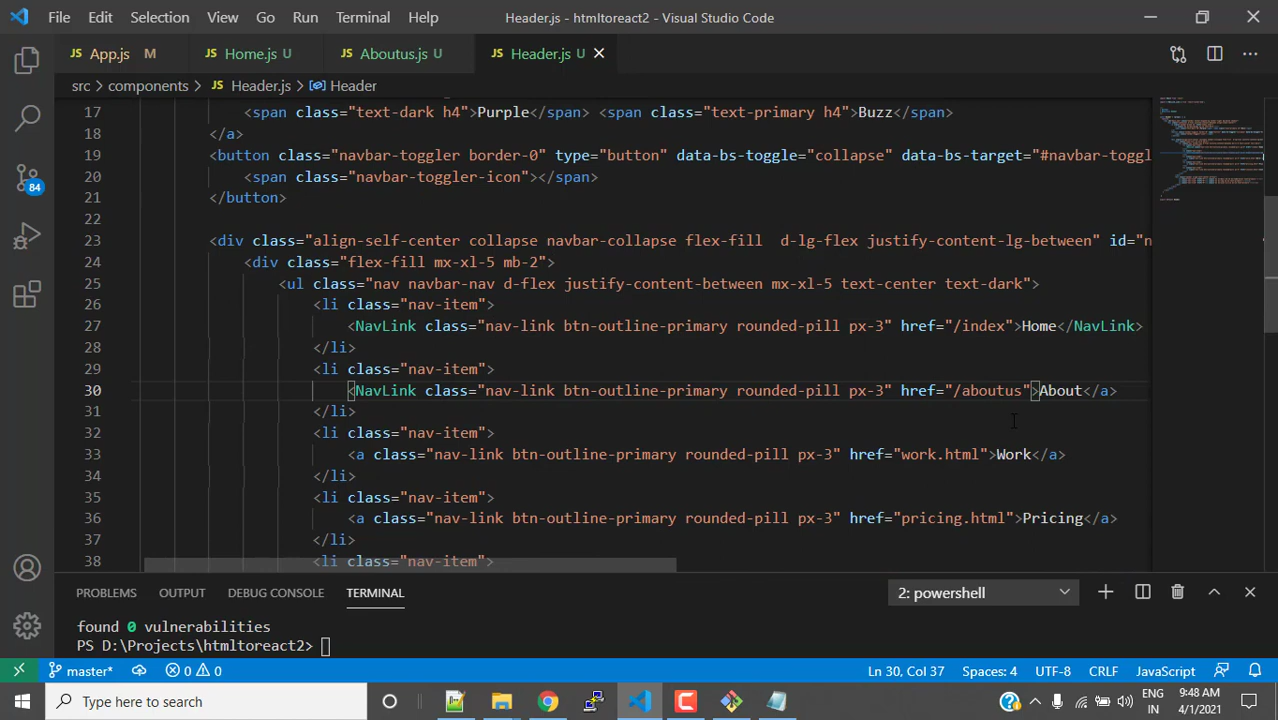 File Edit Selection View Go Run Terminal Help Header.js - htmltoreact2 - Visual Studio Code
JS App.js M JS Home.js U JS Aboutus.js U JS Header.js U
src > components > JS Header.js > Header
17 <span class="text-dark h4">Purple</span> <span class="text-primary h4">Buzz</span>
18 </a>
19 <button class="navbar-toggler border-0" type="button" data-bs-toggle="collapse" data-bs-target="#navbar-toggl
20 <span class="navbar-toggler-icon"></span>
21 </button>
22
23 <div class="align-self-center collapse navbar-collapse flex-fill  d-lg-flex justify-content-lg-between" id="n
24 <div class="flex-fill mx-xl-5 mb-2">
25 <ul class="nav navbar-nav d-flex justify-content-between mx-xl-5 text-center text-dark">
26 <li class="nav-item">
27 <NavLink class="nav-link btn-outline-primary rounded-pill px-3" href="/index">Home</NavLink>
28 </li>
29 <li class="nav-item">
30 <NavLink class="nav-link btn-outline-primary rounded-pill px-3" href="/aboutus">About</a>
31 </li>
32 <li class="nav-item">
33 <a class="nav-link btn-outline-primary rounded-pill px-3" href="work.html">Work</a>
34 </li>
35 <li class="nav-item">
36 <a class="nav-link btn-outline-primary rounded-pill px-3" href="pricing.html">Pricing</a>
37 </li>
38 <li class="nav-item">
84
PROBLEMS OUTPUT DEBUG CONSOLE TERMINAL 2: powershell
found 0 vulnerabilities
PS D:\Projects\htmltoreact2>
master* 0 0 Ln 30, Col 37 Spaces: 4 UTF-8 CRLF JavaScript
Type here to search
ENG
IN
9:48 AM
4/1/2021